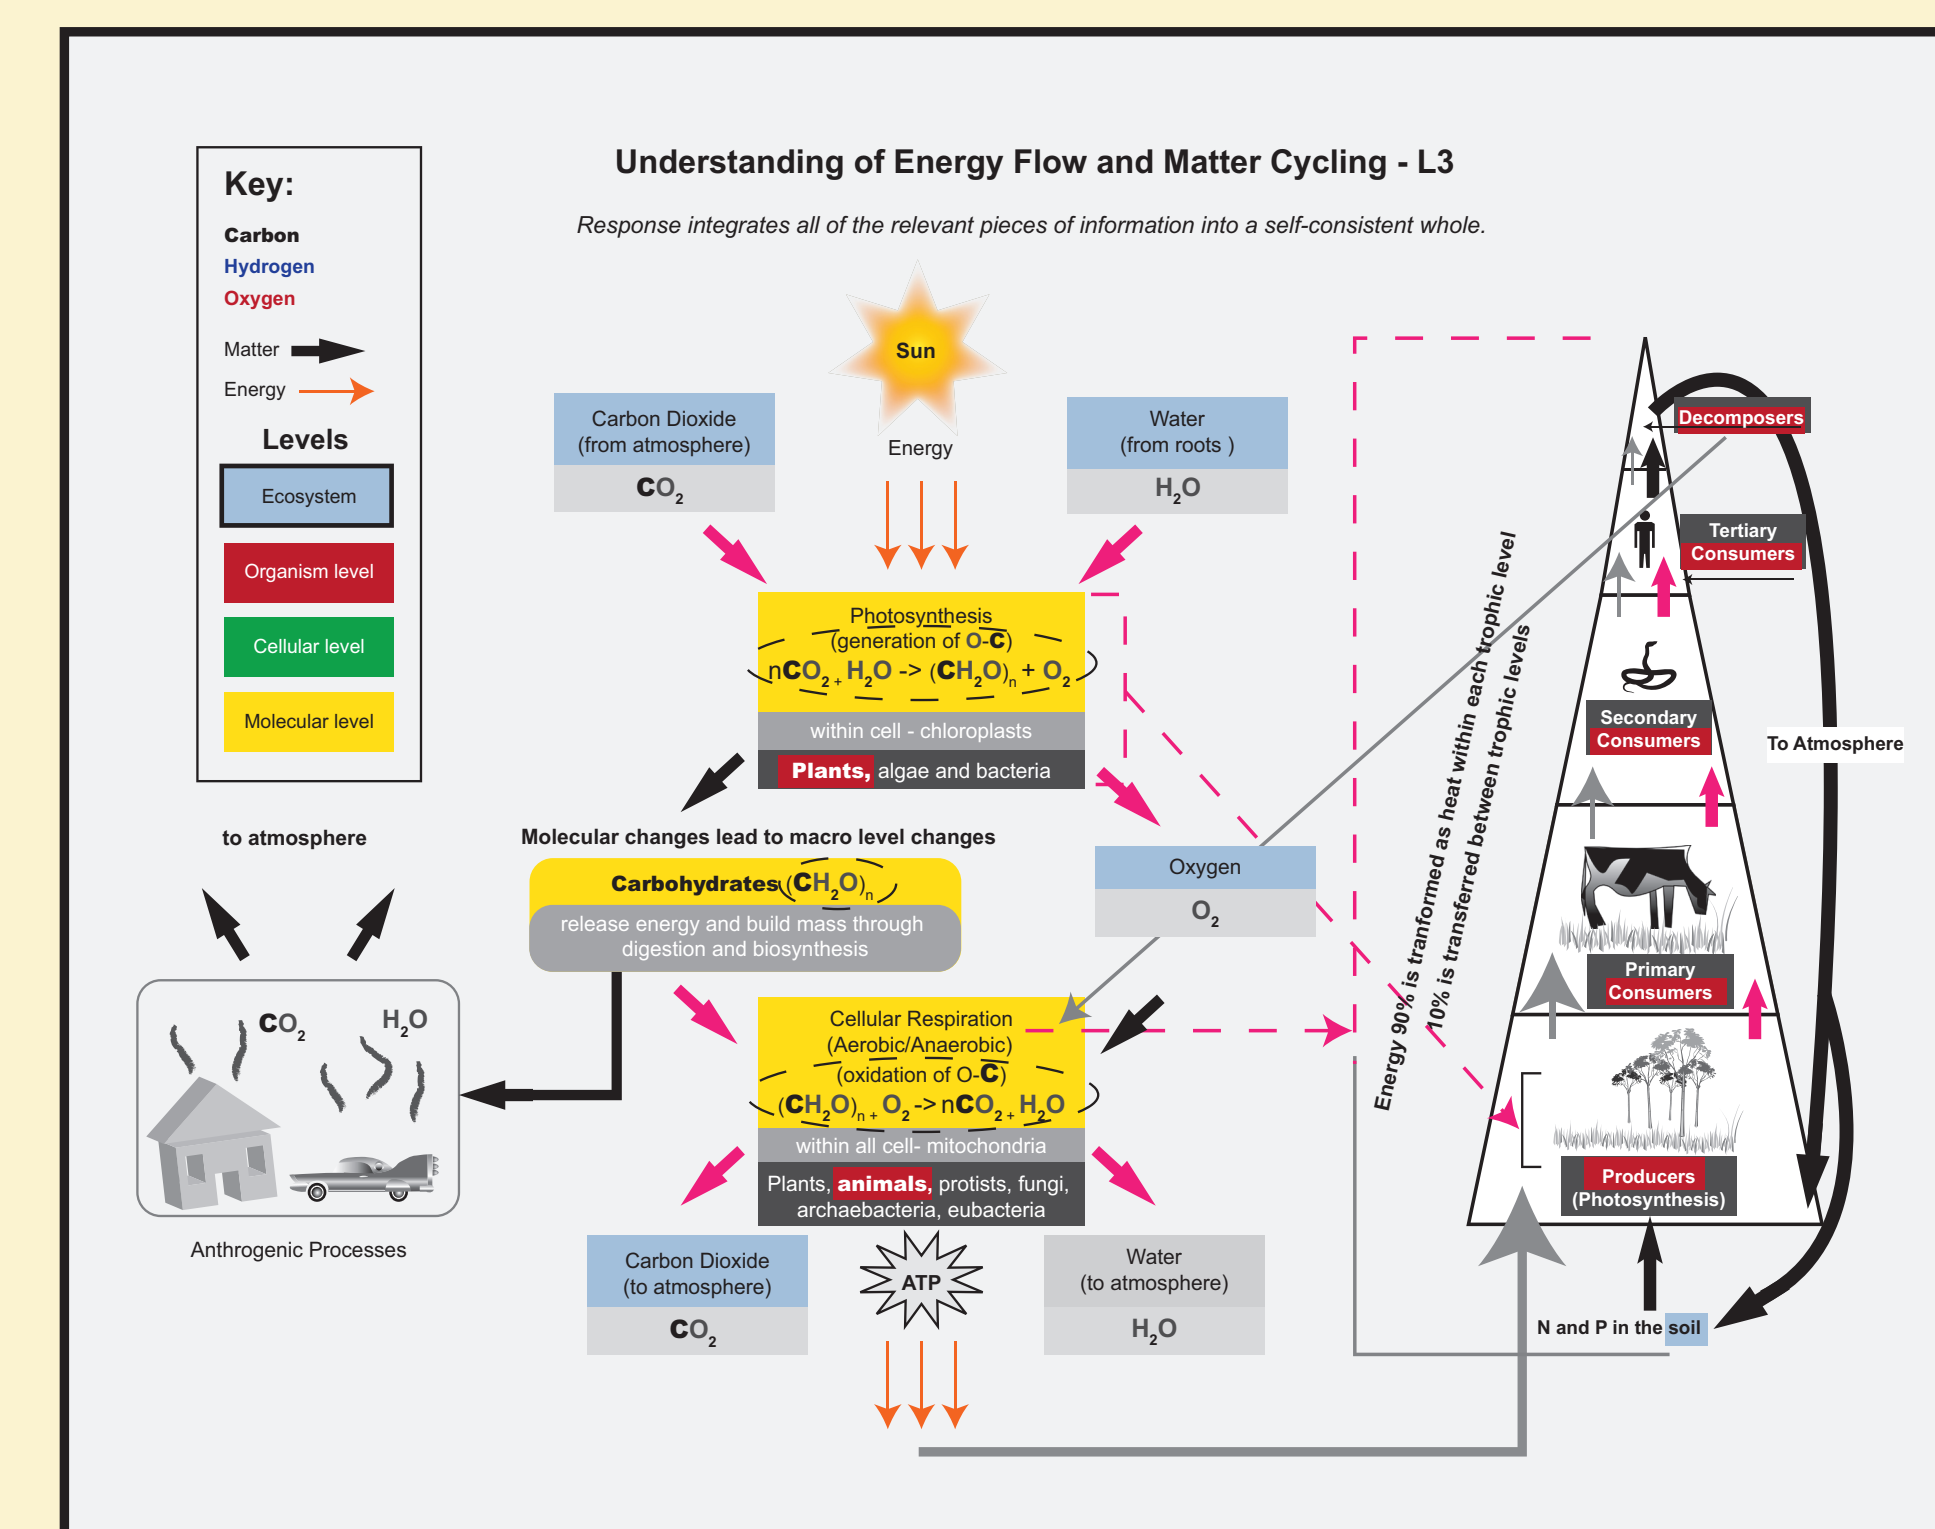 Understanding of Energy Flow and Matter Cycling - L3
Response integrates all of the relevant pieces of information into a self-consistent whole.
Key:
Carbon
Hydrogen
Oxygen
Matter
Energy
Levels
Ecosystem
Organism level
Cellular level
Molecular level
Sun
Energy
Carbon Dioxide
(from atmosphere)
CO2
Water
(from roots )
H2O
Photosynthesis
(generation of O-C)
nCO2 + H2O -> (CH2O)n + O2
within cell - chloroplasts
Plants, algae and bacteria
Molecular changes lead to macro level changes
Carbohydrates (CH2O)n
release energy and build mass through
digestion and biosynthesis
Oxygen
O2
Cellular Respiration
(Aerobic/Anaerobic)
(oxidation of O-C)
(CH2O)n + O2 -> nCO2 + H2O
within all cell- mitochondria
Plants, animals, protists, fungi,
archaebacteria, eubacteria
Carbon Dioxide
(to atmosphere)
CO2
ATP
Water
(to atmosphere)
H2O
to atmosphere
CO2
H2O
Anthrogenic Processes
Energy 90% is tranformed as heat within each trophic level
10% is transferred between trophic levels
Decomposers
Tertiary
Consumers
Secondary
Consumers
To Atmosphere
Primary
Consumers
Producers
(Photosynthesis)
N and P in the soil